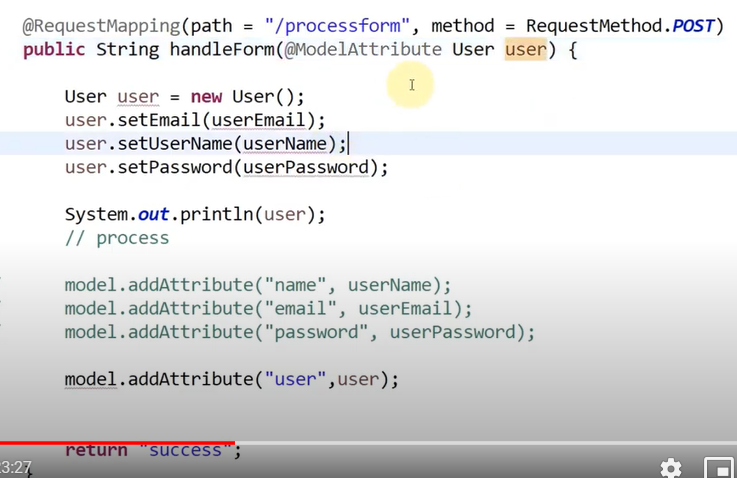 @RequestMapping(path = "/processform", method = RequestMethod.POST)
public String handleForm(@ModelAttribute User user) {
User user = new User();
user.setEmail(userEmail);
user.setUserName(userName);
user.setPassword(userPassword);
System.out.println(user);
// process
model.addAttribute("name", userName);
model.addAttribute("email", userEmail);
model.addAttribute("password", userPassword);
model.addAttribute("user",user);
return "success";
3:27
}